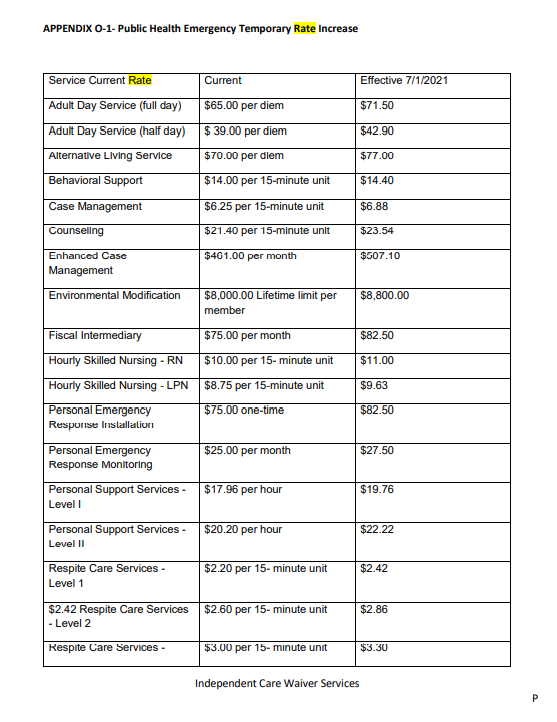 APPENDIX O-1- Public Health Emergency Temporary Rate Increase
Service Current Rate Current Effective 7/1/2021
Adult Day Service (full day) $65.00 per diem $71.50
Adult Day Service (half day) $ 39.00 per diem $42.90
Alternative Living Service $70.00 per diem $77.00
Behavioral Support $14.00 per 15-minute unit $14.40
Case Management $6.25 per 15-minute unit $6.88
Counseling $21.40 per 15-minute unit $23.54
Enhanced Case $461.00 per month $507.10
Management
Environmental Modification $8,000.00 Lifetime limit per $8,800.00
member
Fiscal Intermediary $75.00 per month $82.50
Hourly Skilled Nursing - RN $10.00 per 15- minute unit $11.00
Hourly Skilled Nursing - LPN $8.75 per 15-minute unit $9.63
Personal Emergency $75.00 one-time $82.50
Response Installation
Personal Emergency $25.00 per month $27.50
Response Monitoring
Personal Support Services - $17.96 per hour $19.76
Level I
Personal Support Services - $20.20 per hour $22.22
Level II
Respite Care Services - $2.20 per 15- minute unit $2.42
Level 1
$2.42 Respite Care Services $2.60 per 15- minute unit $2.86
- Level 2
Respite Care Services - $3.00 per 15- minute unit $3.30
Independent Care Waiver Services
P